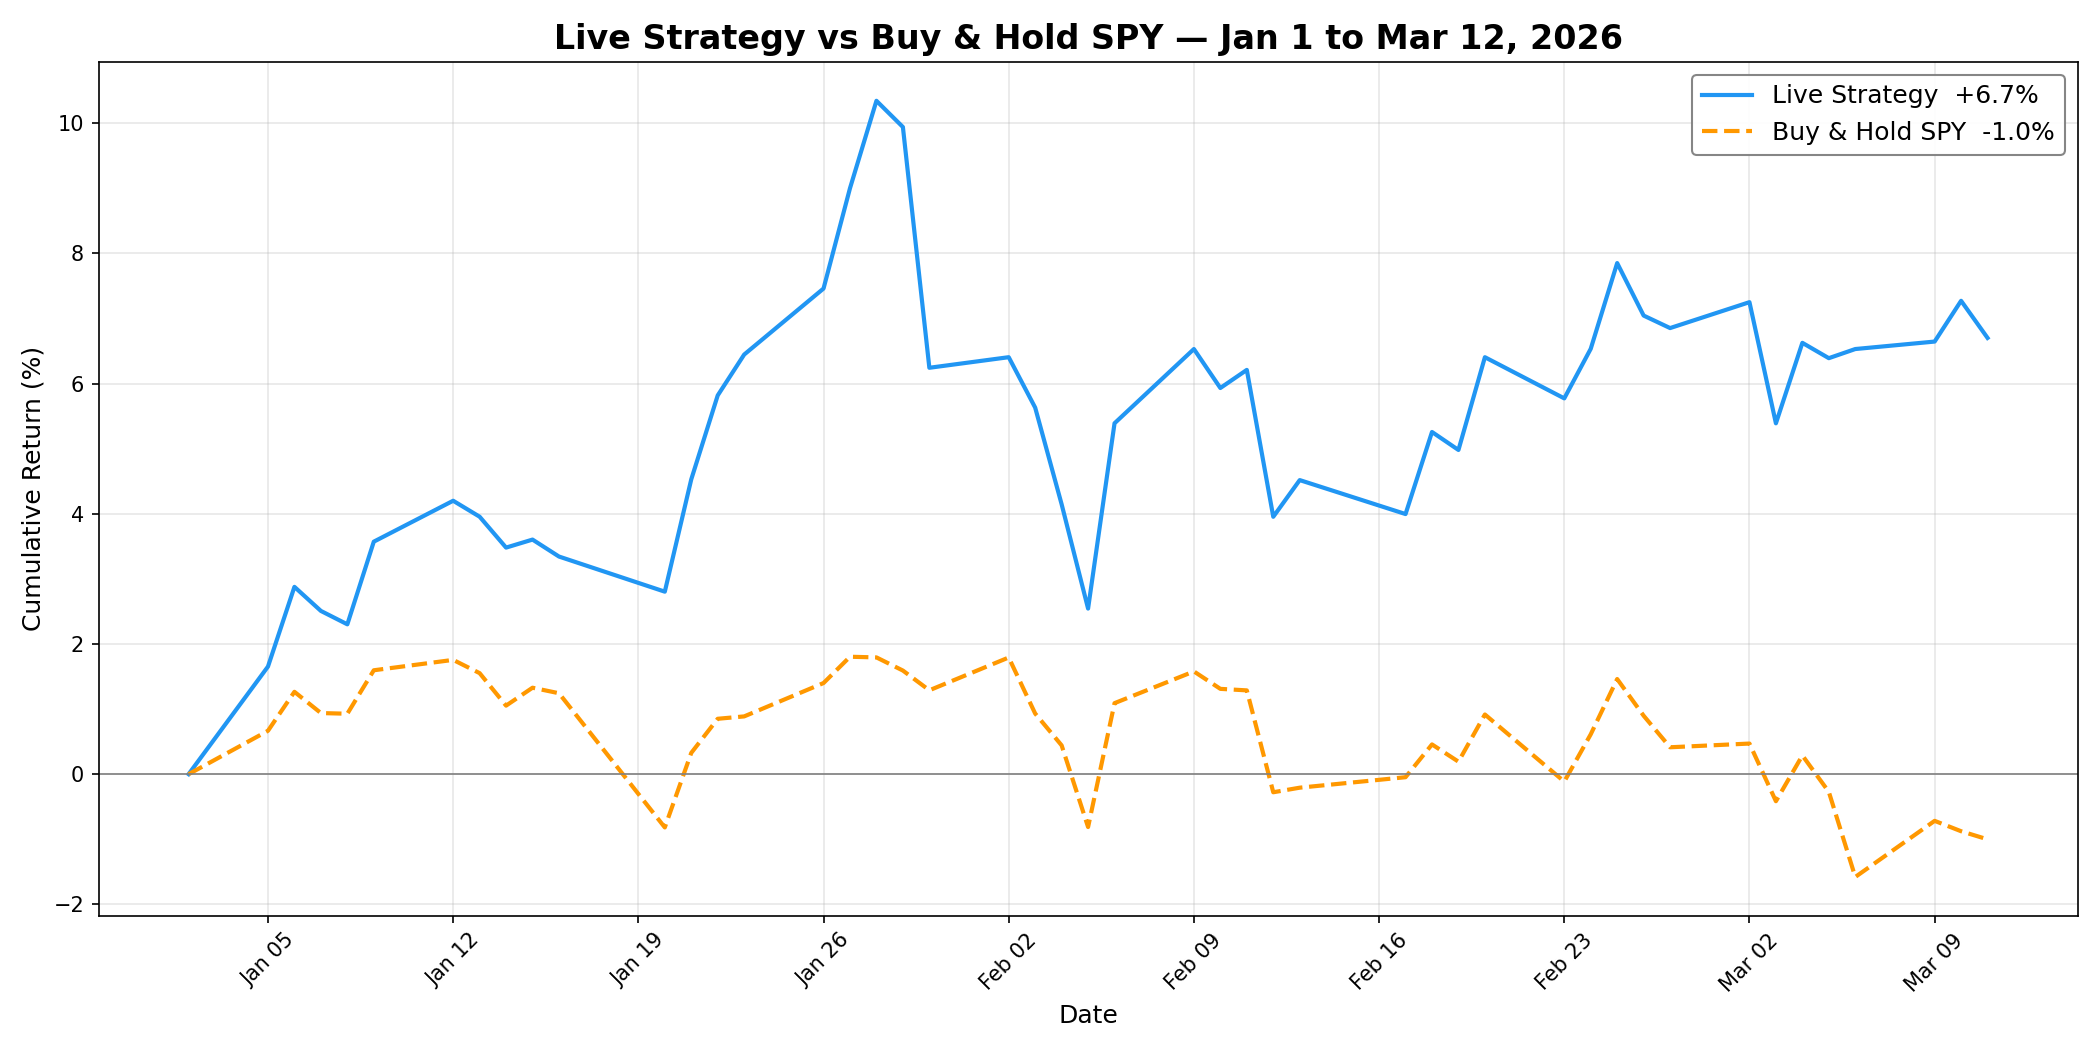 Live Strategy vs Buy & Hold SPY — Jan 1 to Mar 12, 2026
Live Strategy +6.7%
Buy & Hold SPY -1.0%
Cumulative Return (%)
10
8
6
4
2
0
−2
Jan 05
Jan 12
Jan 19
Jan 26
Feb 02
Feb 09
Feb 16
Feb 23
Mar 02
Mar 09
Date